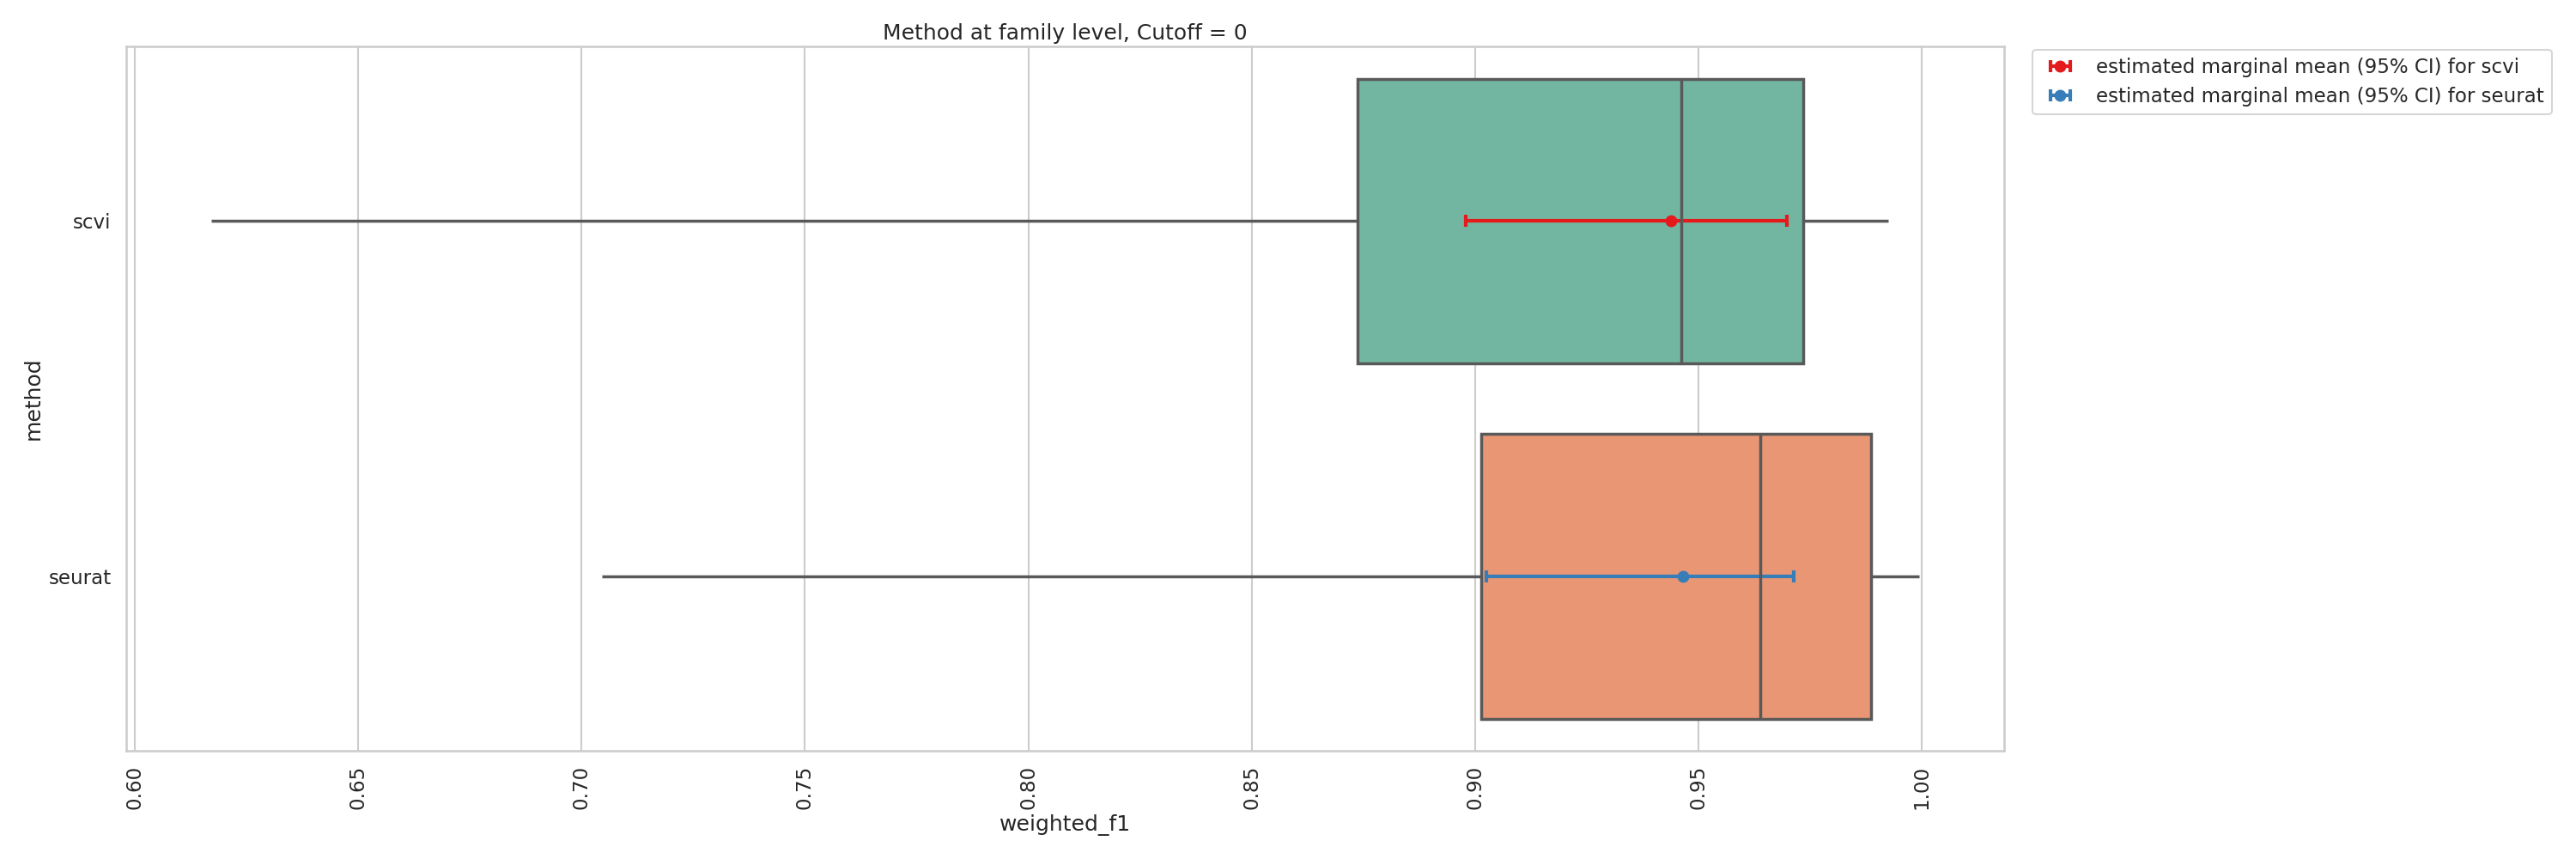 Method at family level, Cutoff = 0
estimated marginal mean (95% CI) for scvi
estimated marginal mean (95% CI) for seurat
method
scvi
seurat
0.60
0.65
0.70
0.75
0.80
0.85
0.90
0.95
1.00
weighted_f1